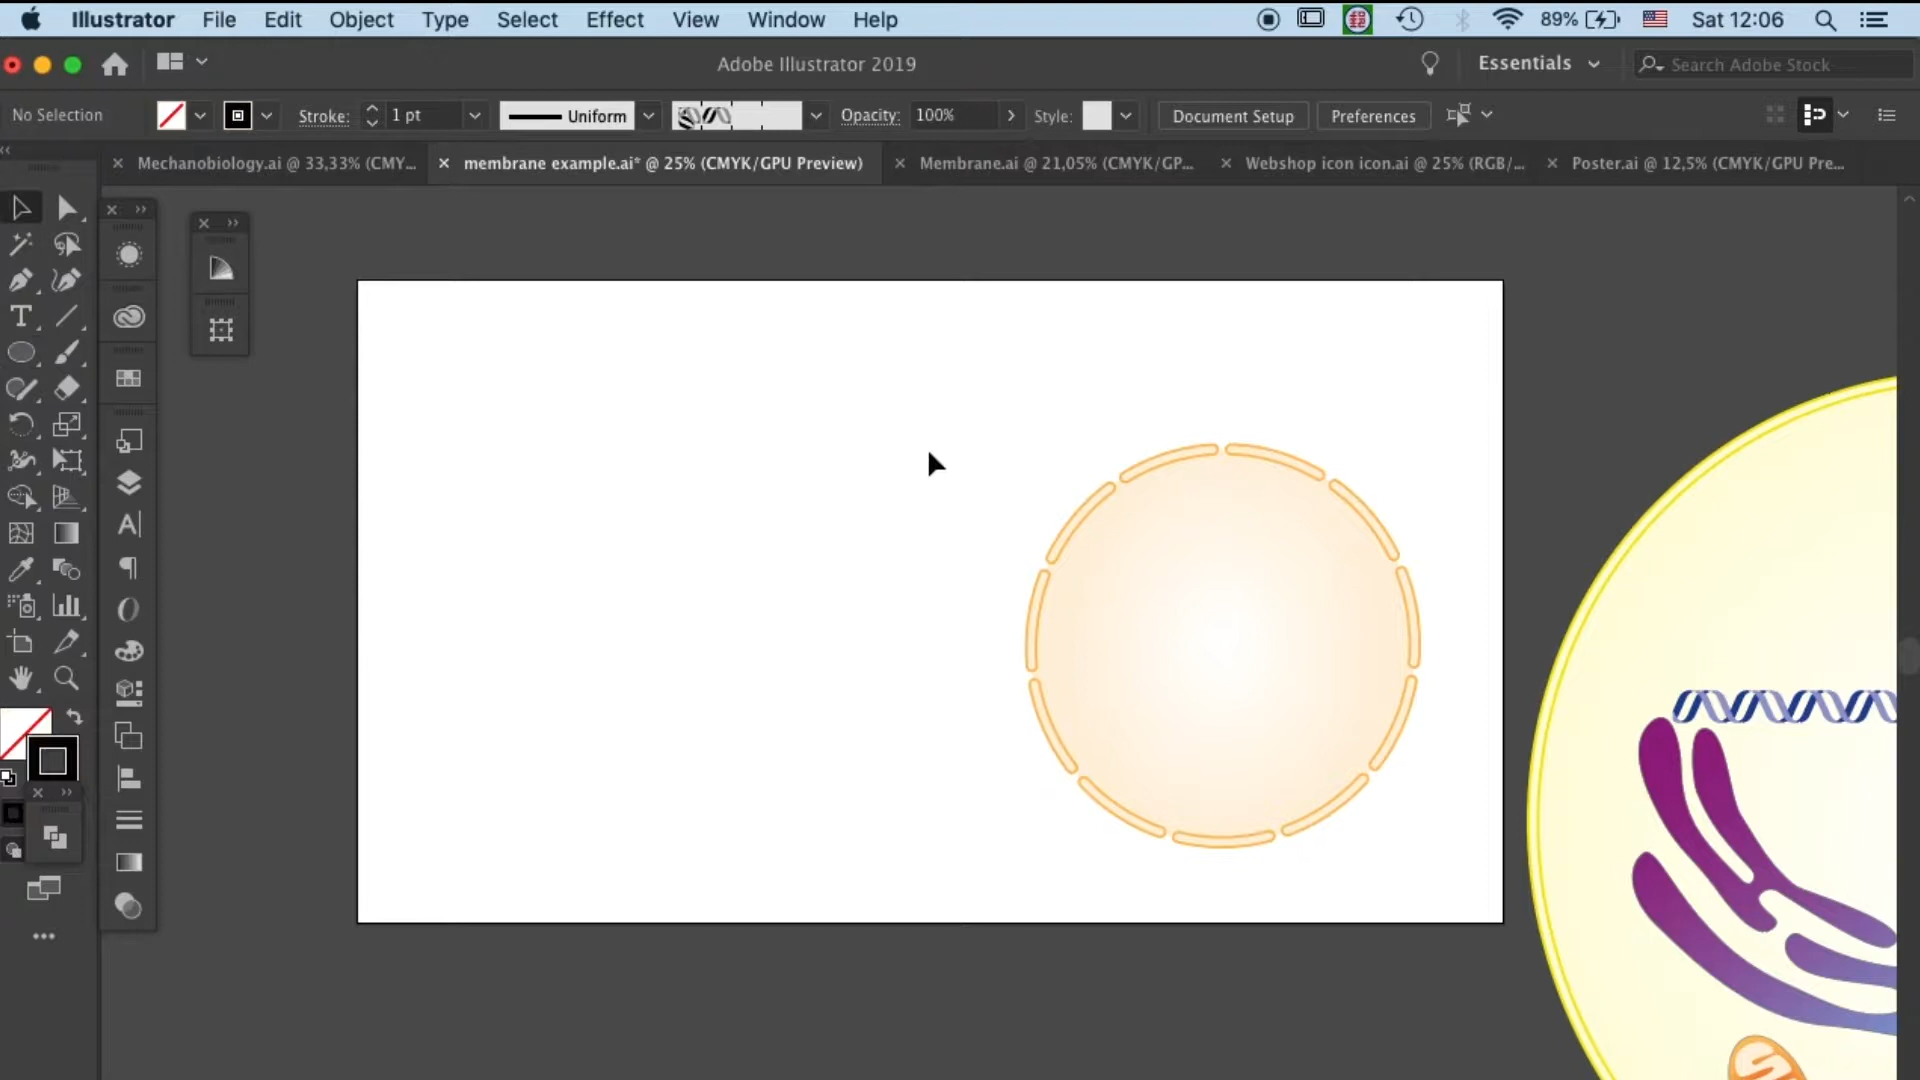 Illustrator File Edit Object Type Select Effect View Window Help 89% Sat 12:06
Adobe Illustrator 2019 Essentials Search Adobe Stock
No Selection Stroke: 1 pt Uniform Opacity: 100% Style: Document Setup Preferences
Mechanobiology.ai @ 33,33% (CMY... membrane example.ai* @ 25% (CMYK/GPU Preview) Membrane.ai @ 21,05% (CMYK/GP... Webshop icon icon.ai @ 25% (RGB/... Poster.ai @ 12,5% (CMYK/GPU Pre...